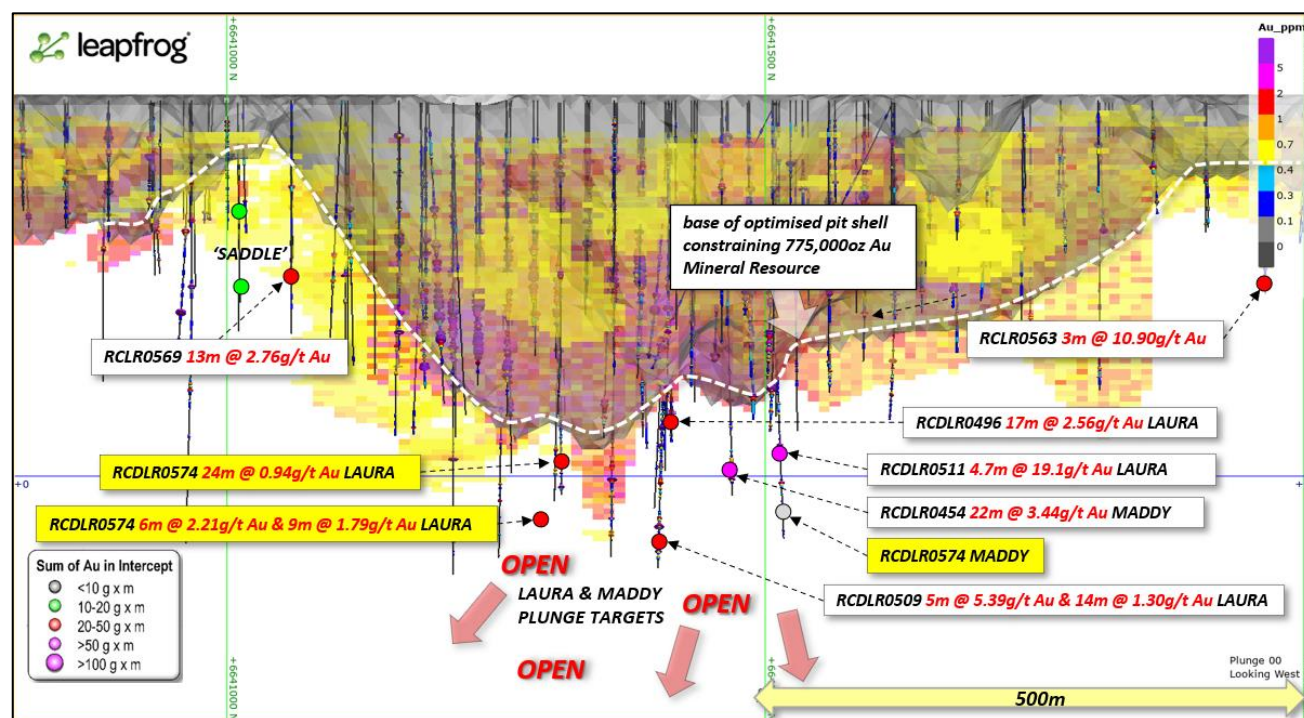 leapfrog®
+6641000 N
+6641500 N
Au_ppm
5
2
1
0.7
0.4
0.3
0.1
0
'SADDLE'
base of optimised pit shell
constraining 775,000oz Au
Mineral Resource
RCLR0569 13m @ 2.76g/t Au
RCLR0563 3m @ 10.90g/t Au
RCDLR0496 17m @ 2.56g/t Au LAURA
RCDLR0574 24m @ 0.94g/t Au LAURA
RCDLR0511 4.7m @ 19.1g/t Au LAURA
+0
RCDLR0454 22m @ 3.44g/t Au MADDY
RCDLR0574 6m @ 2.21g/t Au & 9m @ 1.79g/t Au LAURA
RCDLR0574 MADDY
RCDLR0509 5m @ 5.39g/t Au & 14m @ 1.30g/t Au LAURA
Sum of Au in Intercept
<10 g x m
10-20 g x m
20-50 g x m
>50 g x m
>100 g x m
OPEN
LAURA & MADDY
PLUNGE TARGETS
OPEN
OPEN
+6641000 N
Plunge 00
Looking West
500m